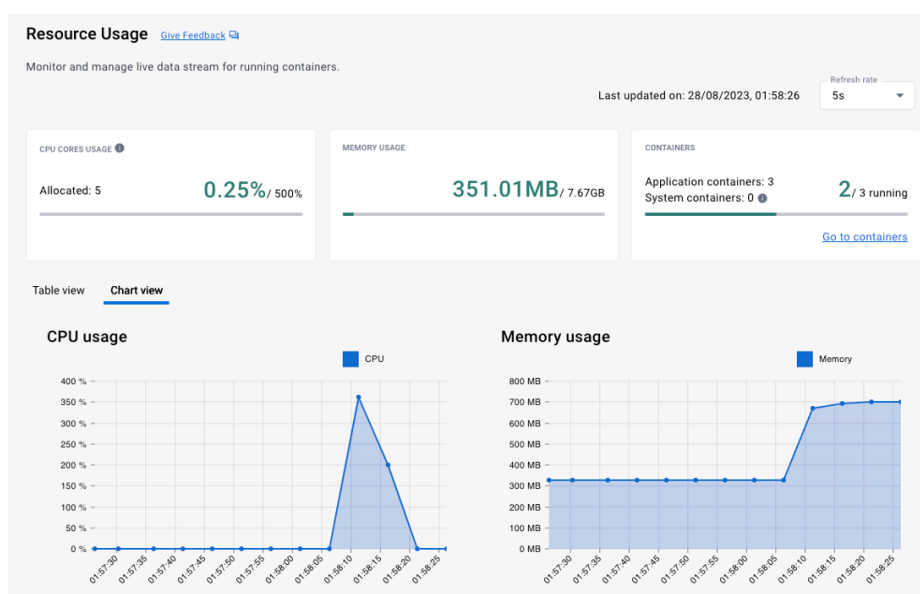 Resource Usage Give Feedback
Monitor and manage live data stream for running containers.
Last updated on: 28/08/2023, 01:58:26
Refresh rate
5s
CPU CORES USAGE
Allocated: 5
0.25%/ 500%
MEMORY USAGE
351.01MB/ 7.67GB
CONTAINERS
Application containers: 3
System containers: 0
2/ 3 running
Go to containers
Table view Chart view
CPU usage
CPU
400 %
350 %
300 %
250 %
200 %
150 %
100 %
50 %
0 %
01:57:30 01:57:35 01:57:40 01:57:45 01:57:50 01:57:55 01:58:00 01:58:05 01:58:10 01:58:15 01:58:20 01:58:25
Memory usage
Memory
800 MB
700 MB
600 MB
500 MB
400 MB
300 MB
200 MB
100 MB
0 MB
01:57:30 01:57:35 01:57:40 01:57:45 01:57:50 01:57:55 01:58:00 01:58:05 01:58:10 01:58:15 01:58:20 01:58:25